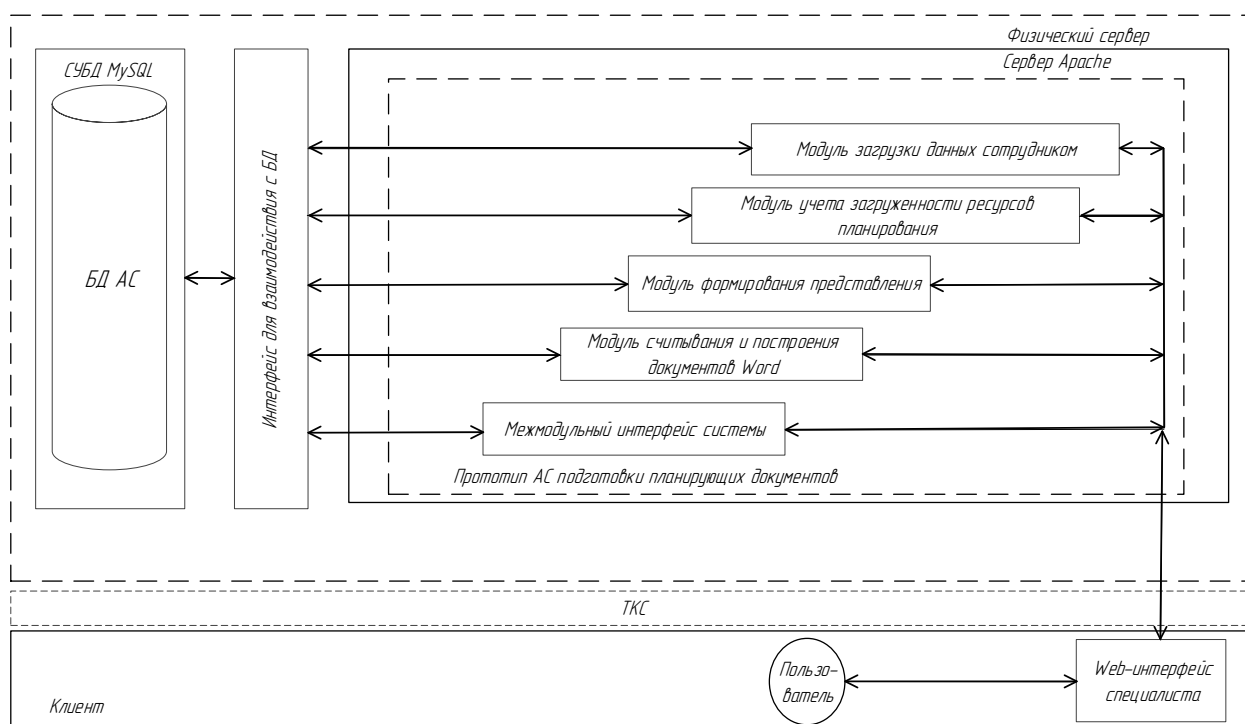 Физический сервер
СУБД MySQL
Сервер Apache
БД АС
Интерфейс для взаимодействия с БД
Модуль загрузки данных сотрудником
Модуль учета загруженности ресурсов
планирования
Модуль формирования представления
Модуль считывания и построения
документов Word
Межмодульный интерфейс системы
Прототип АС подготовки планирующих документов
ТКС
Клиент
Пользо-
ватель
Web-интерфейс
специалиста